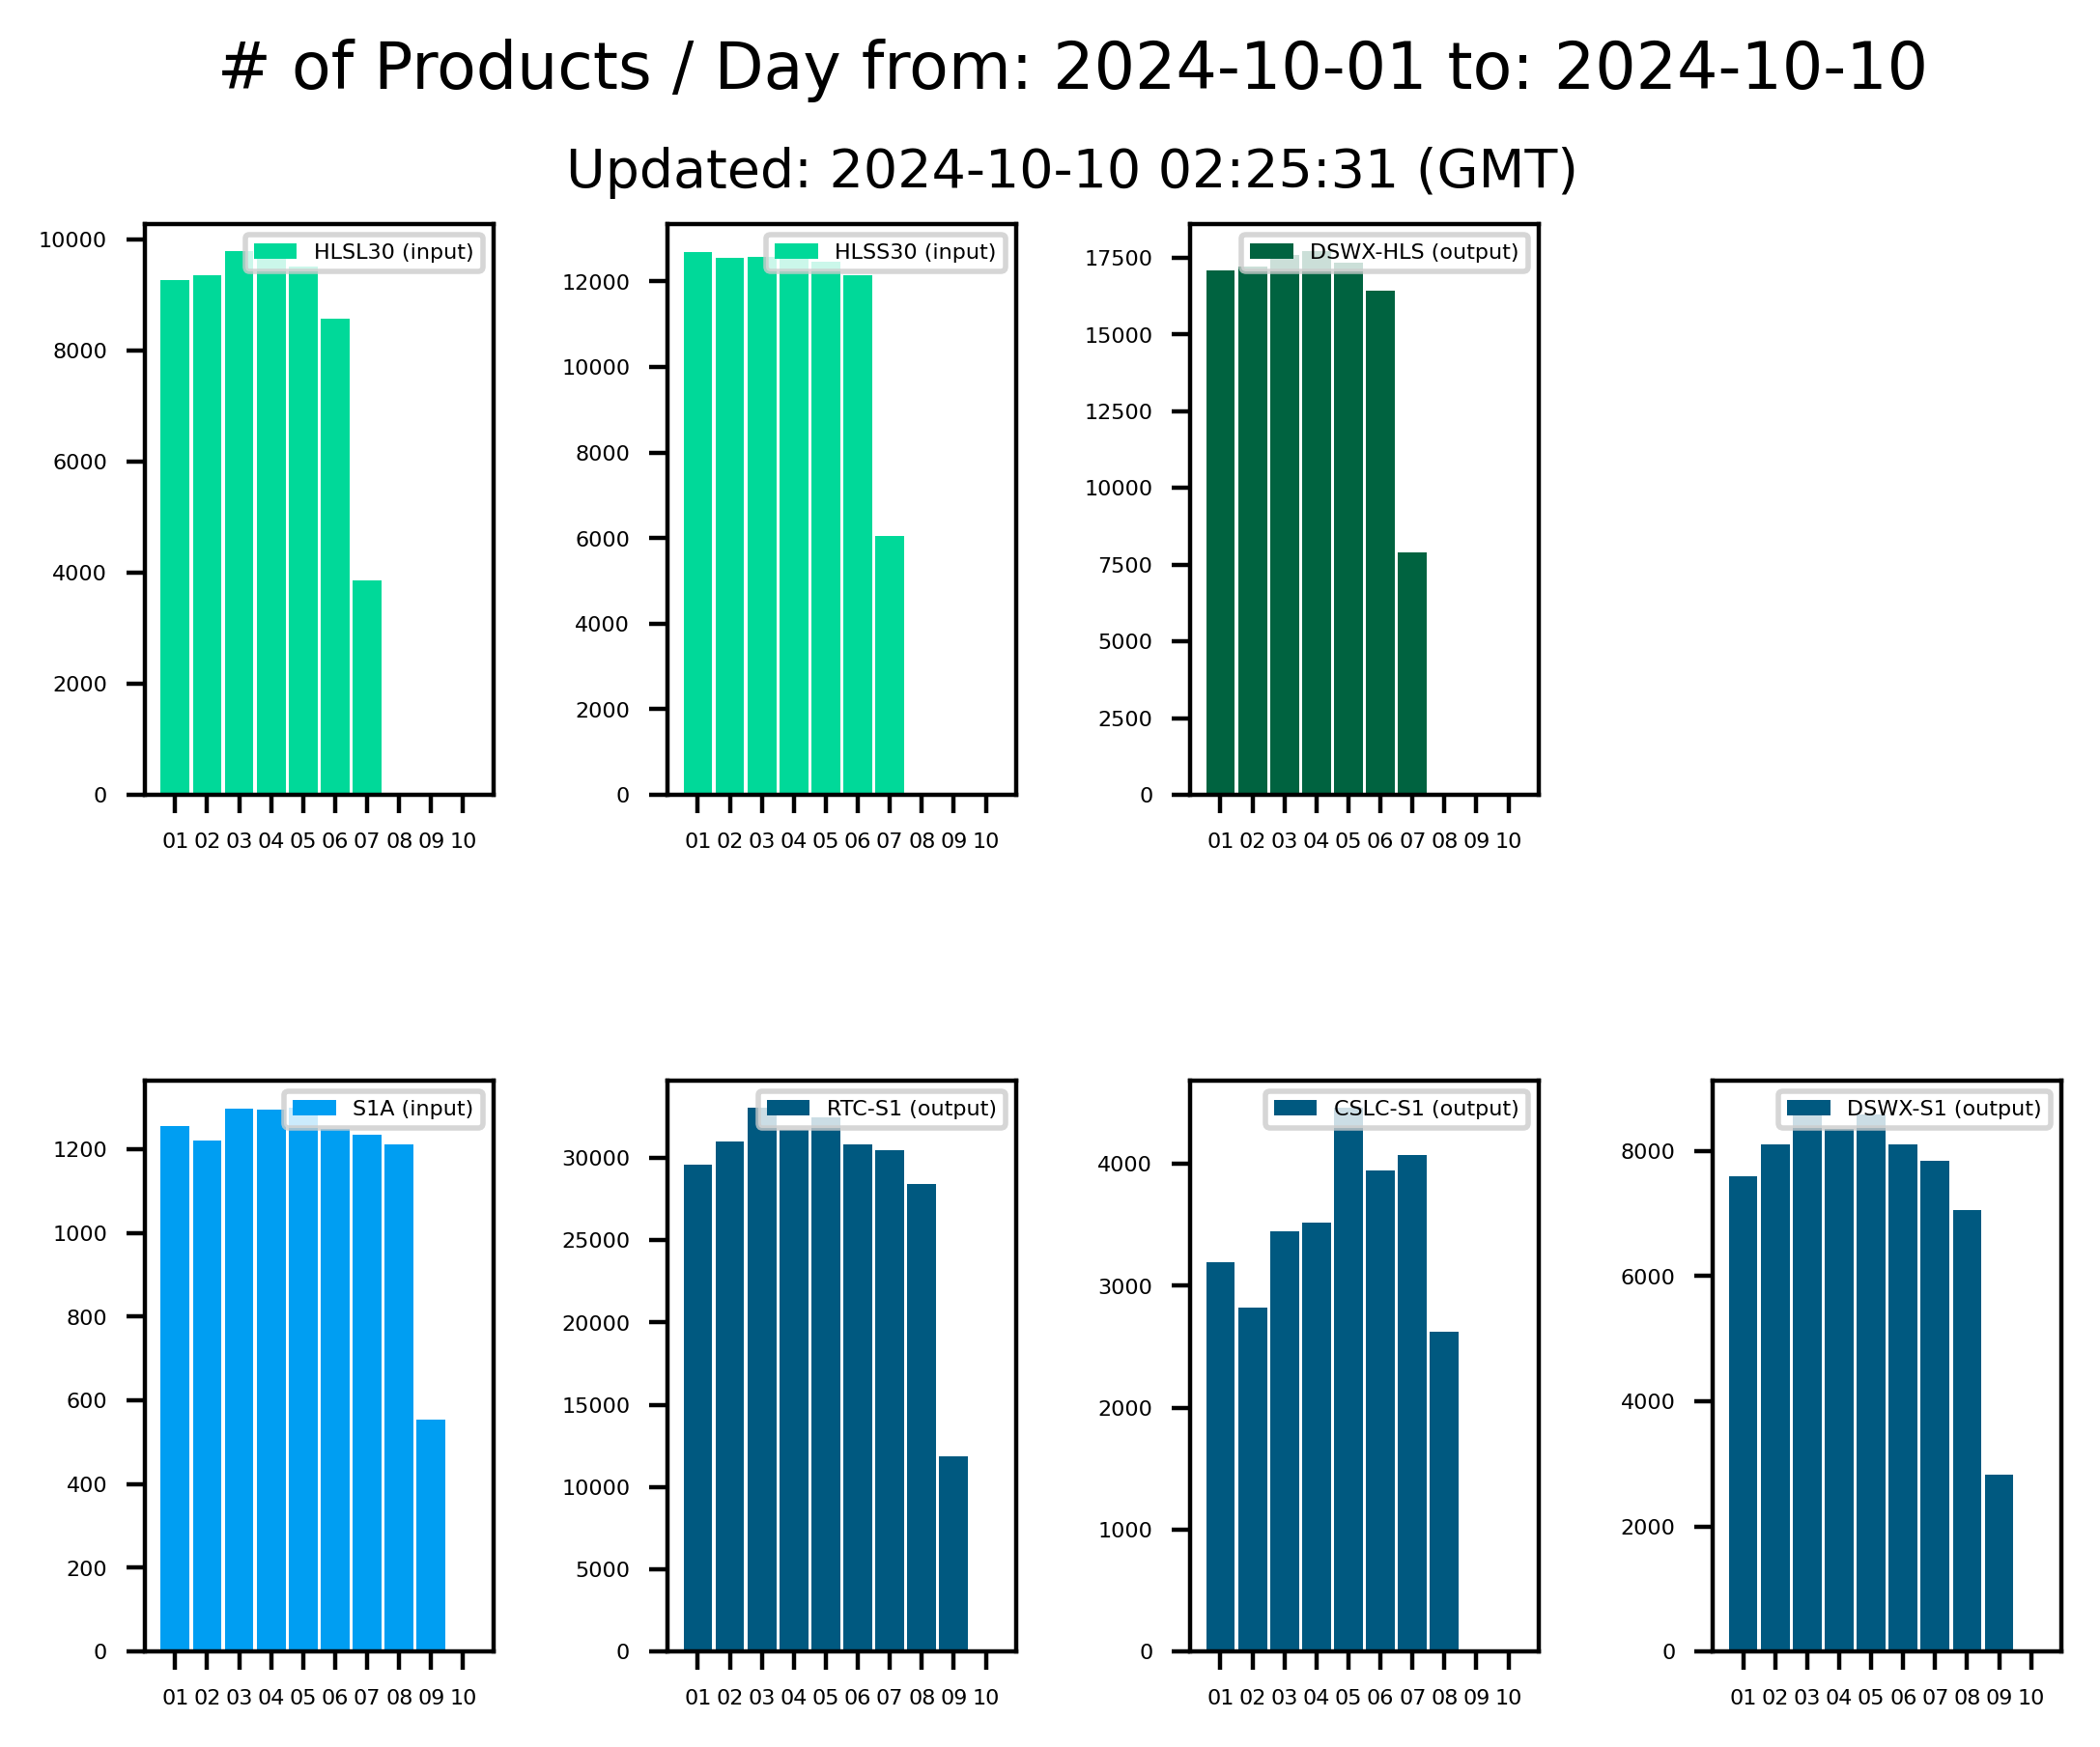 # of Products / Day from: 2024-10-01 to: 2024-10-10
Updated: 2024-10-10 02:25:31 (GMT)
HLSL30 (input)
10000
8000
6000
4000
2000
0
01 02 03 04 05 06 07 08 09 10
HLSS30 (input)
12000
10000
8000
6000
4000
2000
0
01 02 03 04 05 06 07 08 09 10
DSWX-HLS (output)
17500
15000
12500
10000
7500
5000
2500
0
01 02 03 04 05 06 07 08 09 10
S1A (input)
1200
1000
800
600
400
200
0
01 02 03 04 05 06 07 08 09 10
RTC-S1 (output)
30000
25000
20000
15000
10000
5000
0
01 02 03 04 05 06 07 08 09 10
CSLC-S1 (output)
4000
3000
2000
1000
0
01 02 03 04 05 06 07 08 09 10
DSWX-S1 (output)
8000
6000
4000
2000
0
01 02 03 04 05 06 07 08 09 10